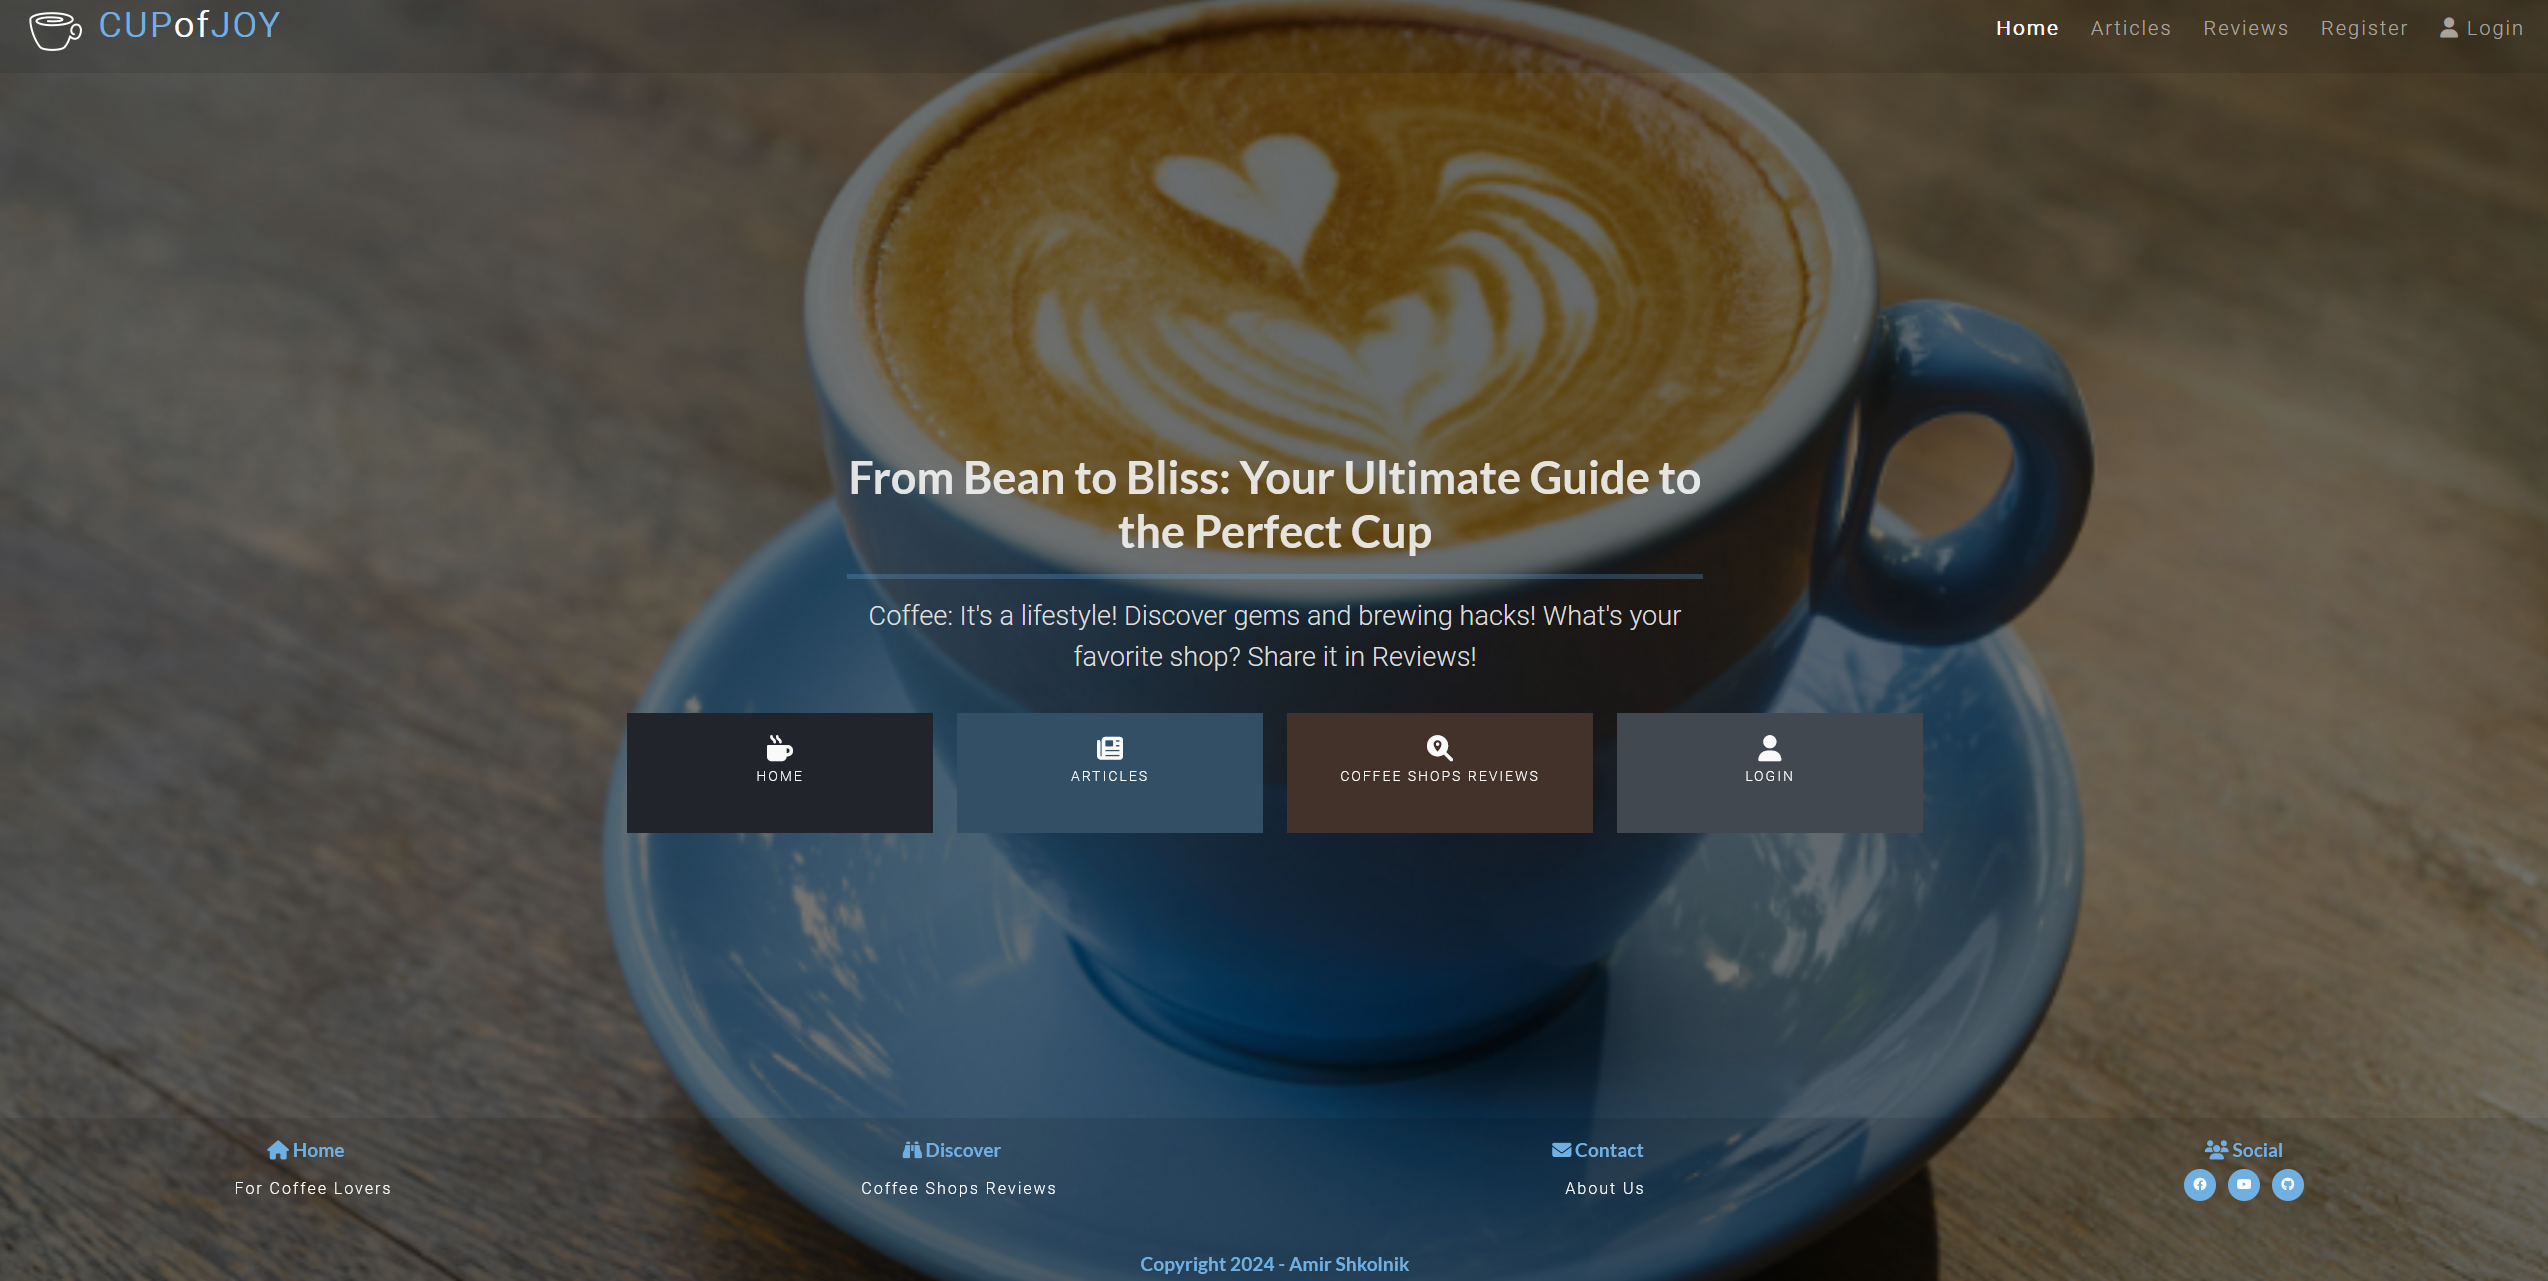 CUPofJOY
Home Articles Reviews Register Login
From Bean to Bliss: Your Ultimate Guide to
the Perfect Cup
Coffee: It's a lifestyle! Discover gems and brewing hacks! What's your
favorite shop? Share it in Reviews!
HOME
ARTICLES
COFFEE SHOPS REVIEWS
LOGIN
Home
For Coffee Lovers
Discover
Coffee Shops Reviews
Contact
About Us
Social
Copyright 2024 - Amir Shkolnik